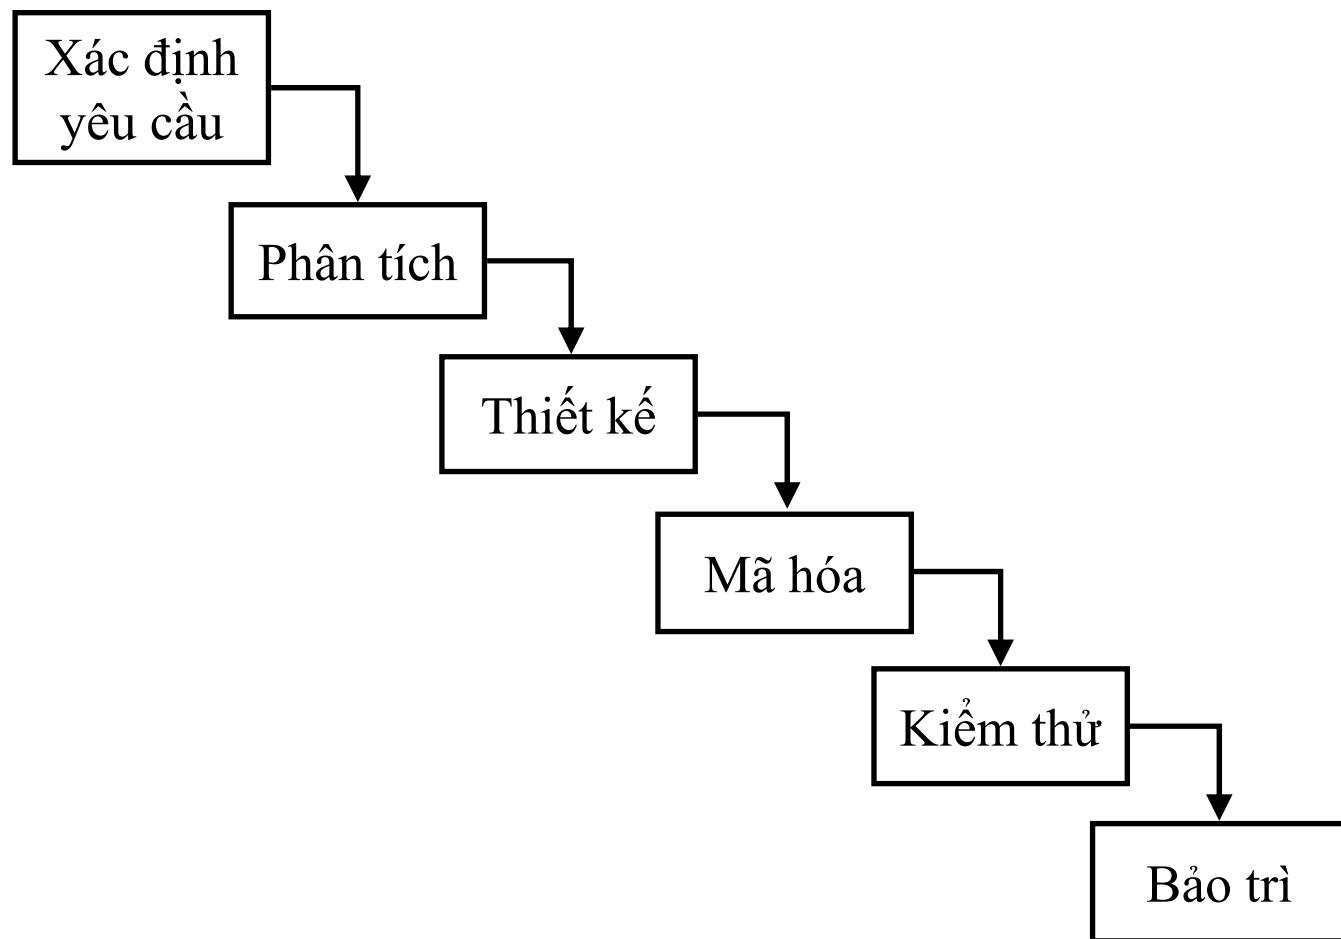 Xác định
yêu cầu
Phân tích
Thiết kế
Mã hóa
Kiểm thử
Bảo trì